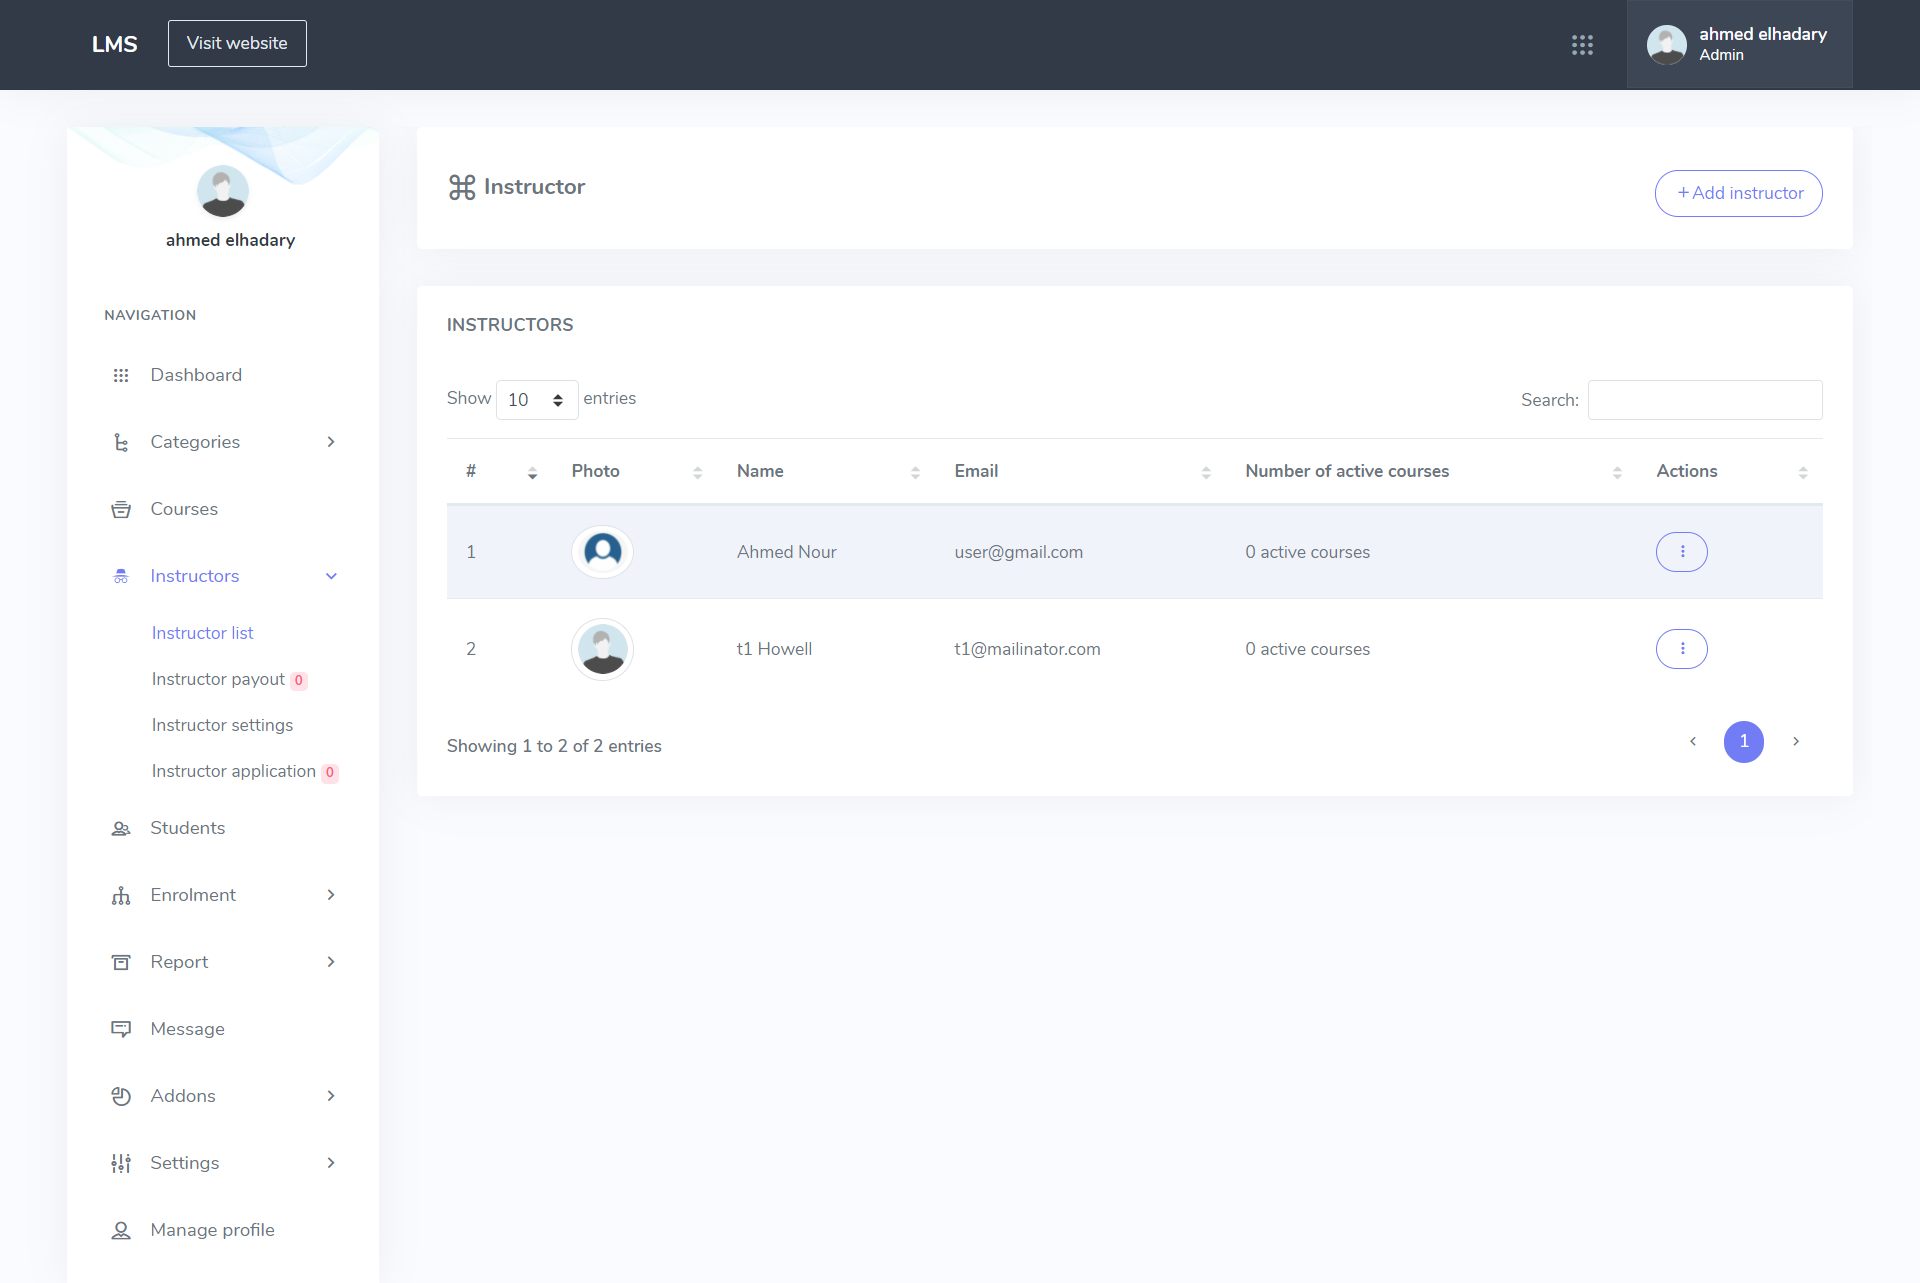 LMS
Visit website
ahmed elhadary
Admin
ahmed elhadary
NAVIGATION
Dashboard
Categories
Courses
Instructors
Instructor list
Instructor payout 0
Instructor settings
Instructor application 0
Students
Enrolment
Report
Message
Addons
Settings
Manage profile
Instructor
+ Add instructor
INSTRUCTORS
Show 10 entries
Search:
# Photo Name Email Number of active courses Actions
1 Ahmed Nour user@gmail.com 0 active courses
2 t1 Howell t1@mailinator.com 0 active courses
Showing 1 to 2 of 2 entries
1